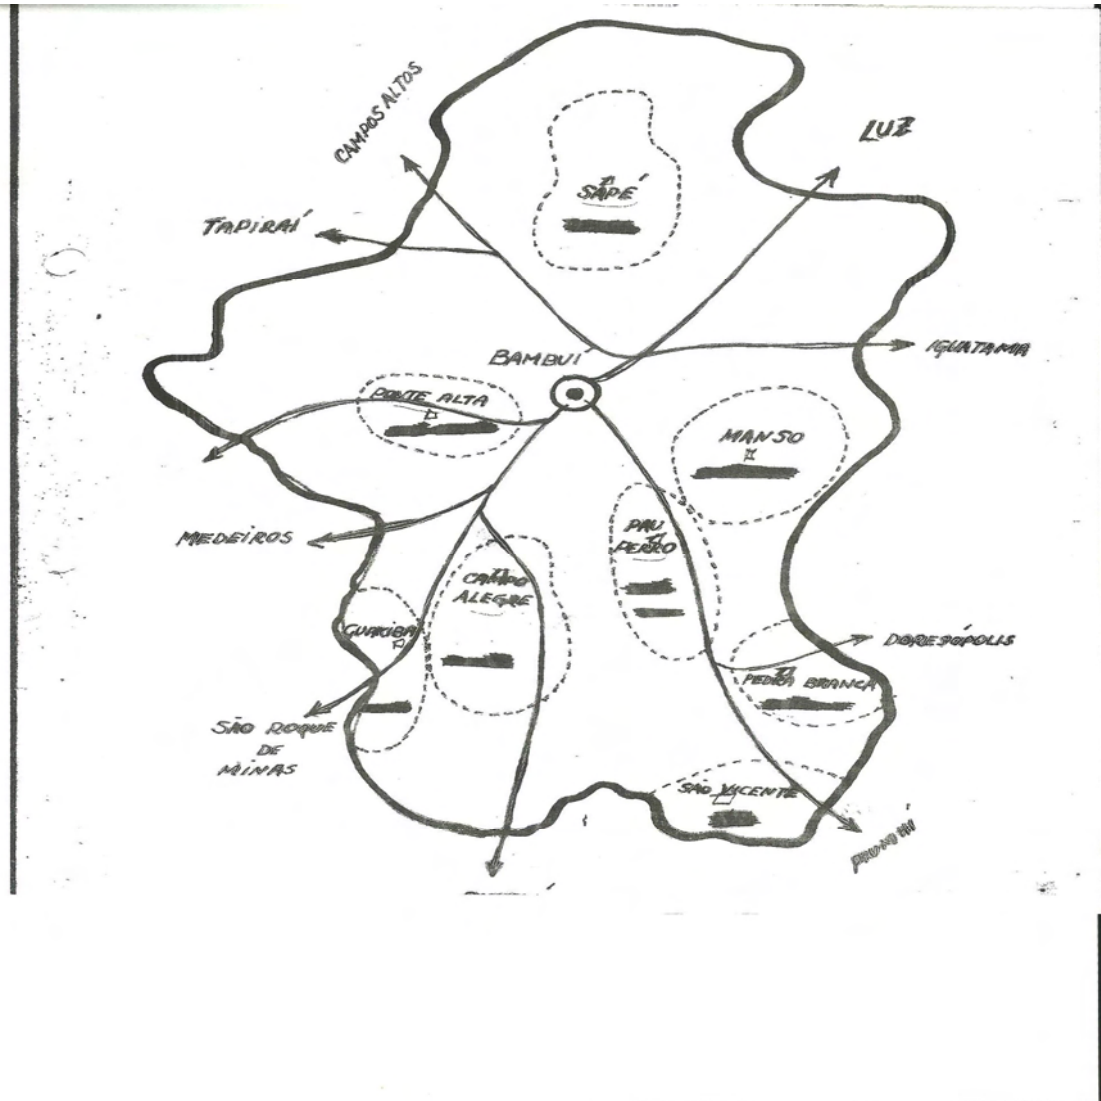 CAMPOS ALTOS
LUZ
SAPÉ
TAPIRAÍ
BAMBUÍ
IGUATAMA
PONTE ALTA
MANSO
MEDEIROS
PAU
FERRO
CAMPO
ALEGRE
GUARIBA
DORESÓPOLIS
PEDRA BRANCA
SÃO ROQUE
DE
MINAS
SÃO VICENTE